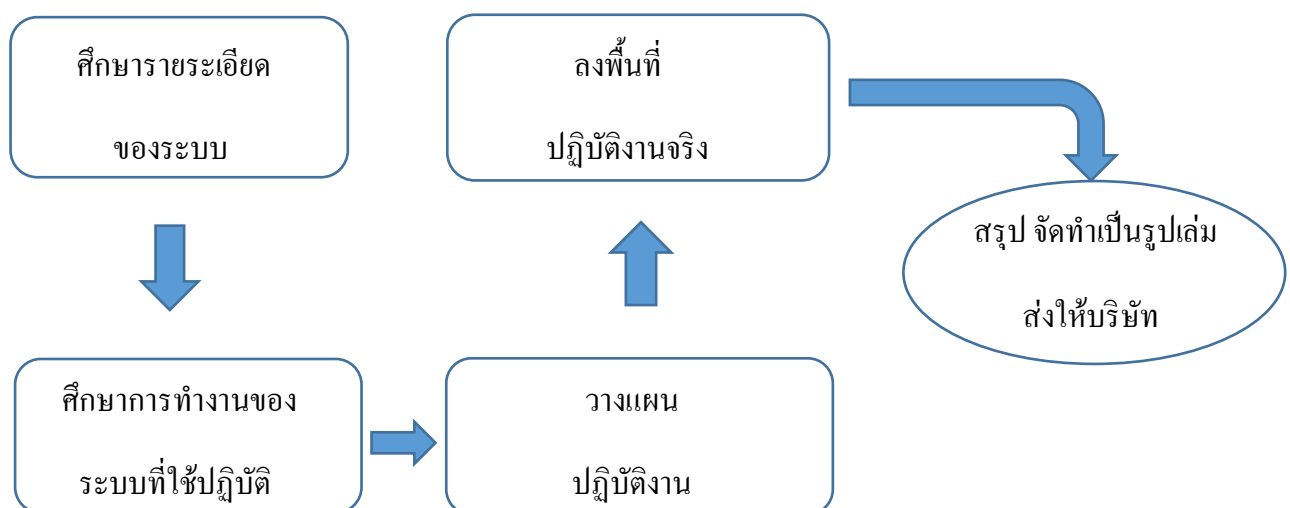 ศึกษารายระเอียด
ของระบบ
ศึกษาการทำงานของ
ระบบที่ใช้ปฏิบัติ
วางแผน
ปฏิบัติงาน
ลงพื้นที่
ปฏิบัติงานจริง
สรุป จัดทำเป็นรูปเล่ม
ส่งให้บริษัท